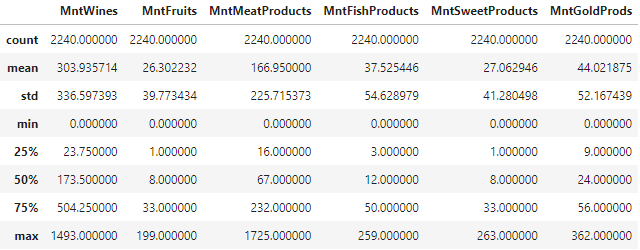 MntWines MntFruits MntMeatProducts MntFishProducts MntSweetProducts MntGoldProds
count 2240.000000 2240.000000 2240.000000 2240.000000 2240.000000 2240.000000
mean 303.935714 26.302232 166.950000 37.525446 27.062946 44.021875
std 336.597393 39.773434 225.715373 54.628979 41.280498 52.167439
min 0.000000 0.000000 0.000000 0.000000 0.000000 0.000000
25% 23.750000 1.000000 16.000000 3.000000 1.000000 9.000000
50% 173.500000 8.000000 67.000000 12.000000 8.000000 24.000000
75% 504.250000 33.000000 232.000000 50.000000 33.000000 56.000000
max 1493.000000 199.000000 1725.000000 259.000000 263.000000 362.000000